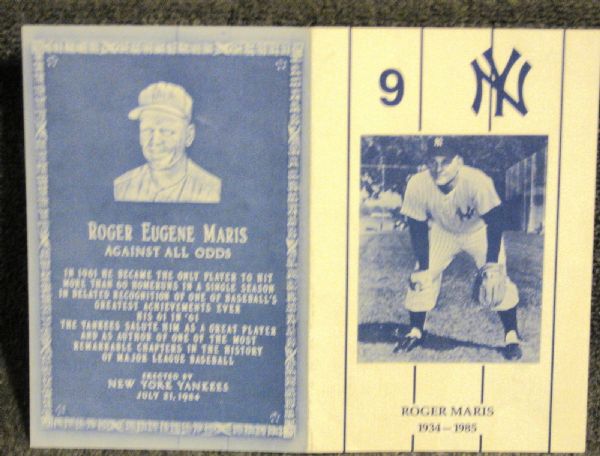 ROGER EUGENE MARIS
AGAINST ALL ODDS
IN 1961 HE BECAME THE ONLY PLAYER TO HIT
MORE THAN 60 HOMERUNS IN A SINGLE SEASON
IN BELATED RECOGNITION OF ONE OF BASEBALL'S
GREATEST ACHIEVEMENTS EVER
HIS 61 IN '61
THE YANKEES SALUTE HIM AS A GREAT PLAYER
AND AS AUTHOR OF ONE OF THE MOST
REMARKABLE CHAPTERS IN THE HISTORY
OF MAJOR LEAGUE BASEBALL
ERECTED BY
NEW YORK YANKEES
JULY 21, 1984
9
NY
ROGER MARIS
1934–1985